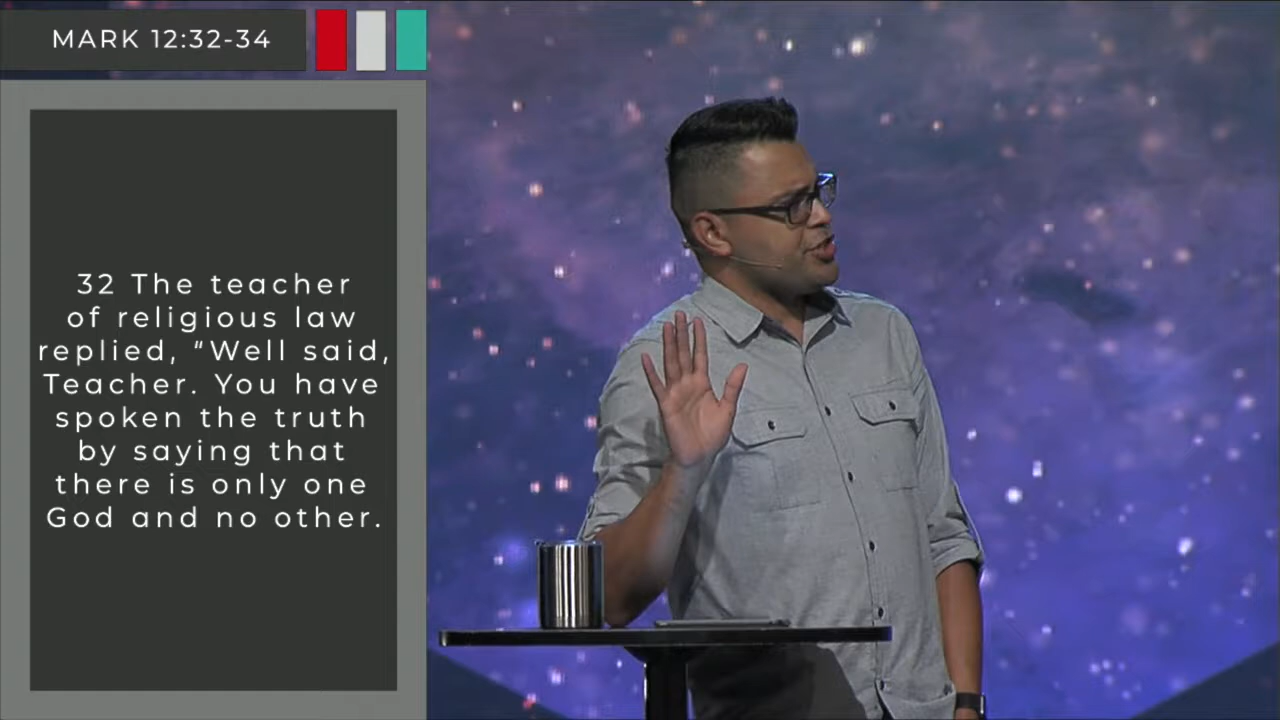 MARK 12:32-34
32 The teacher
of religious law
replied, "Well said,
Teacher. You have
spoken the truth
by saying that
there is only one
God and no other.